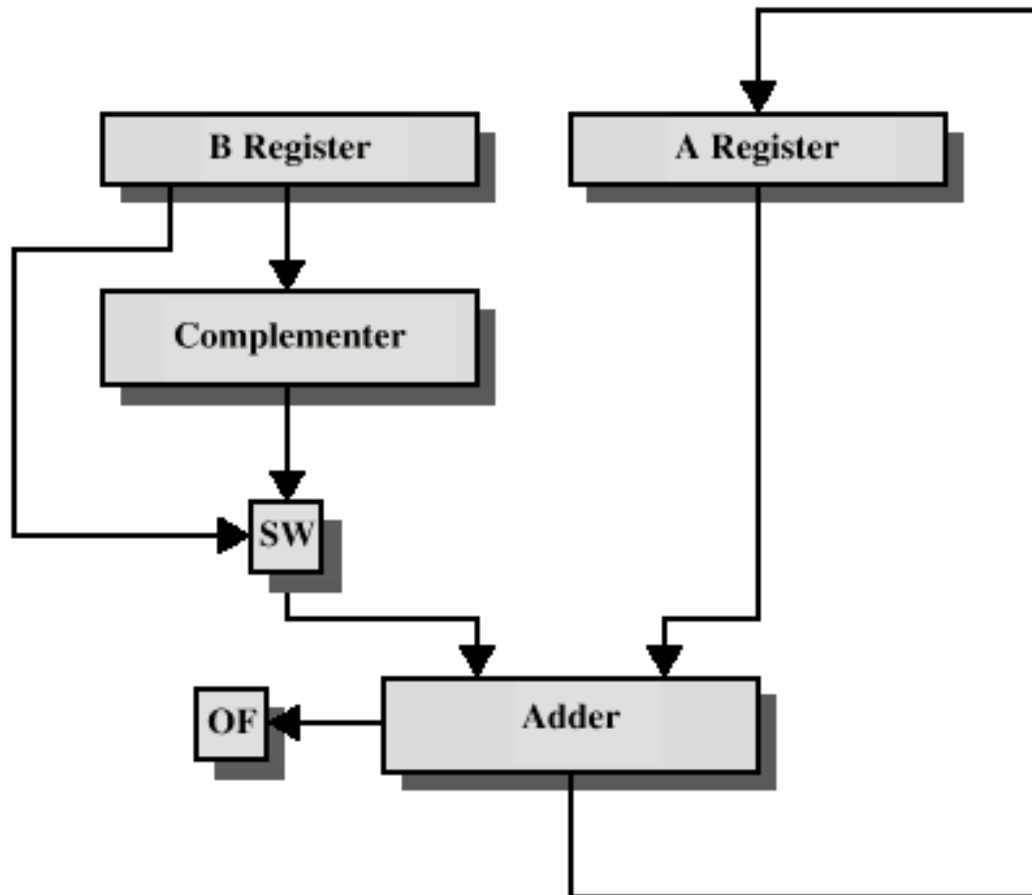 B Register
A Register
Complementer
SW
OF
Adder